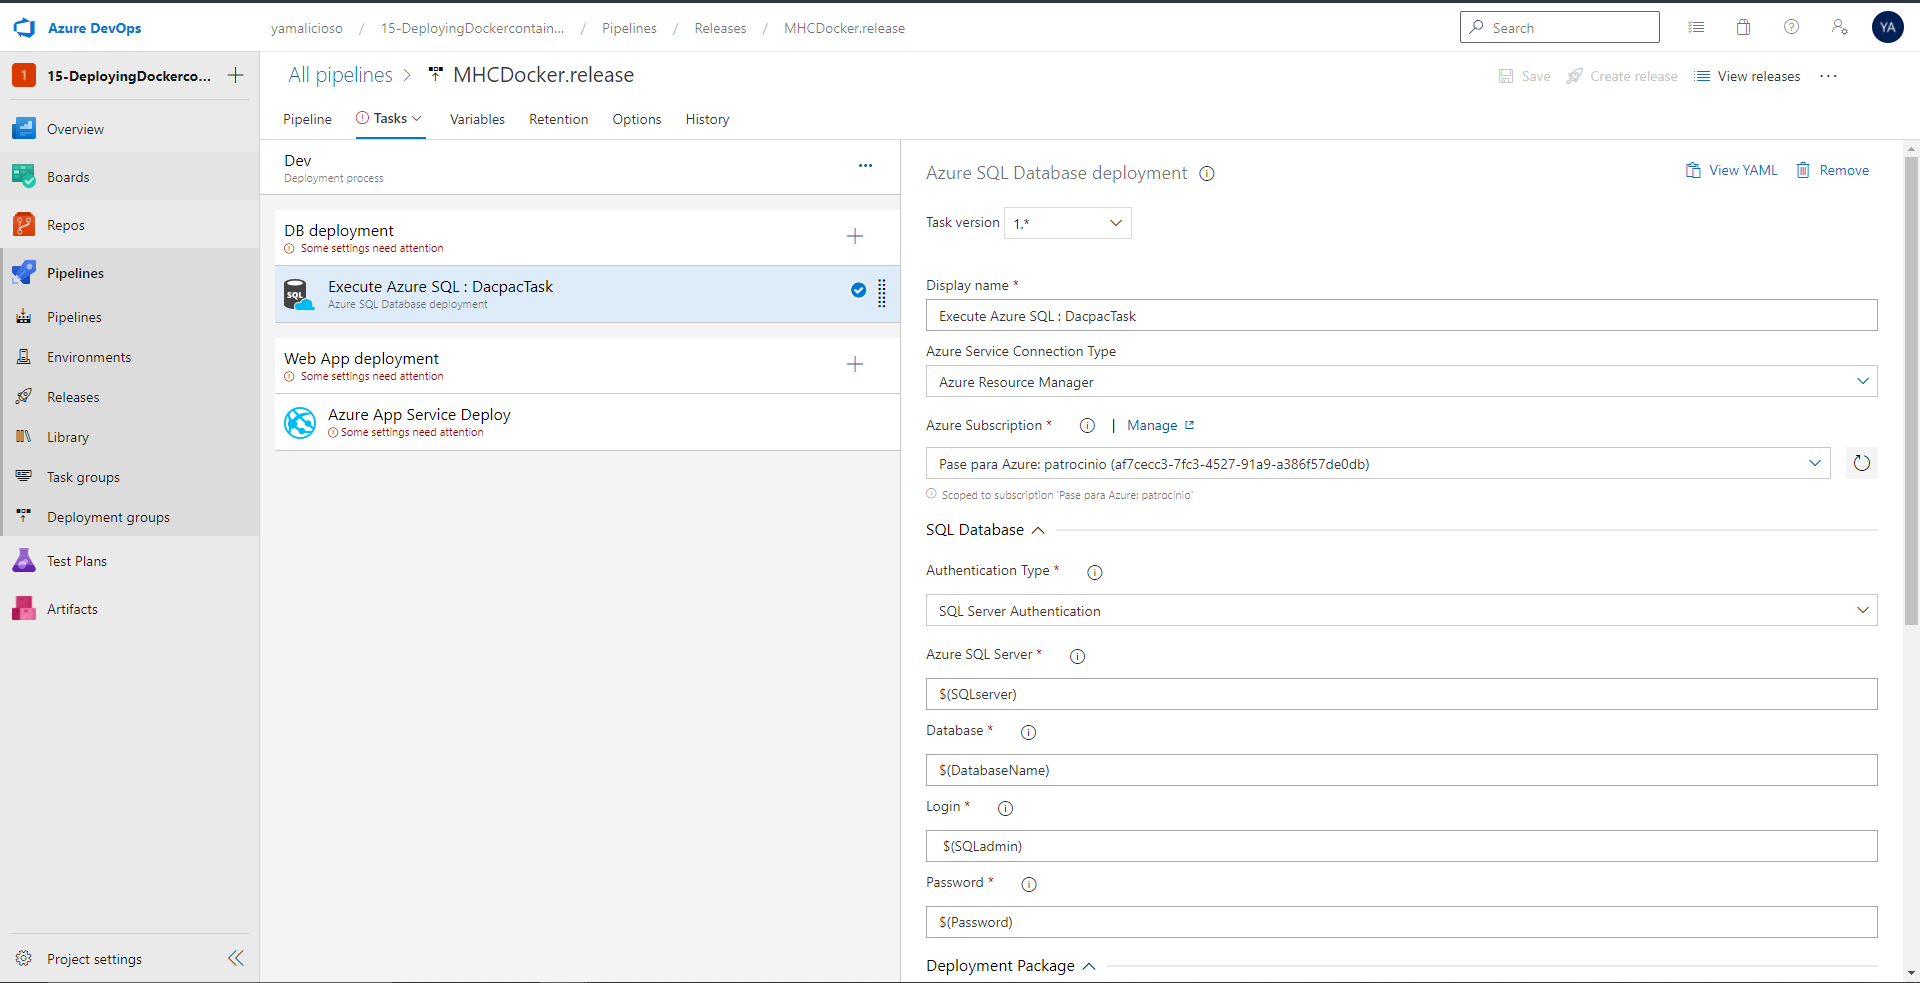 Azure DevOps
yamalicioso / 15-DeployingDockercontain... / Pipelines / Releases / MHCDocker.release
Search
YA
1 15-DeployingDockerco...
Overview
Boards
Repos
Pipelines
Pipelines
Environments
Releases
Library
Task groups
Deployment groups
Test Plans
Artifacts
Project settings
All pipelines > MHCDocker.release
Save
Create release
View releases
...
Pipeline
Tasks
Variables
Retention
Options
History
Dev
Deployment process
DB deployment
Some settings need attention
SQL
Execute Azure SQL : DacpacTask
Azure SQL Database deployment
Web App deployment
Some settings need attention
Azure App Service Deploy
Some settings need attention
Azure SQL Database deployment
View YAML
Remove
Task version 1.*
Display name *
Execute Azure SQL : DacpacTask
Azure Service Connection Type
Azure Resource Manager
Azure Subscription * | Manage
Pase para Azure: patrocinio (af7cecc3-7fc3-4527-91a9-a386f57de0db)
Scoped to subscription 'Pase para Azure: patrocinio'
SQL Database
Authentication Type *
SQL Server Authentication
Azure SQL Server *
$(SQLserver)
Database *
$(DatabaseName)
Login *
$(SQLadmin)
Password *
$(Password)
Deployment Package